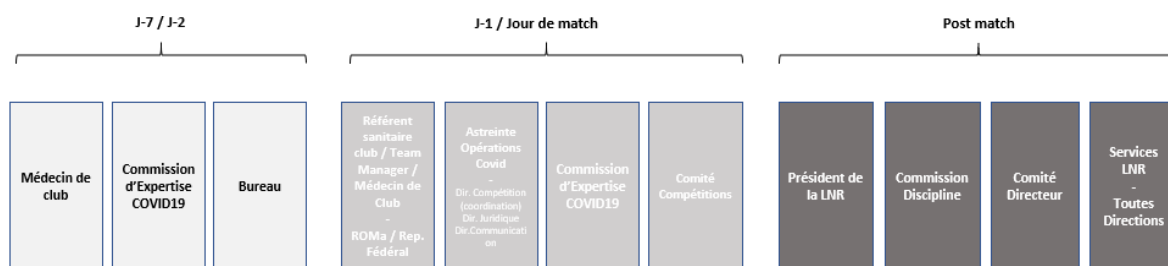 J-7 / J-2
J-1 / Jour de match
Post match
Médecin de
club
Commission
d'Expertise
COVID19
Bureau
Référent
sanitaire
club / Team
Manager /
Médecin de
Club
–
ROMa / Rep.
Fédéral
Astreinte
Opérations
Covid
–
Dir. Compétition
(coordination)
Dir. Juridique
Dir.Communicati
on
Commission
d'Expertise
COVID19
Comité
Compétitions
Président de
la LNR
Commission
Discipline
Comité
Directeur
Services
LNR
-
Toutes
Directions